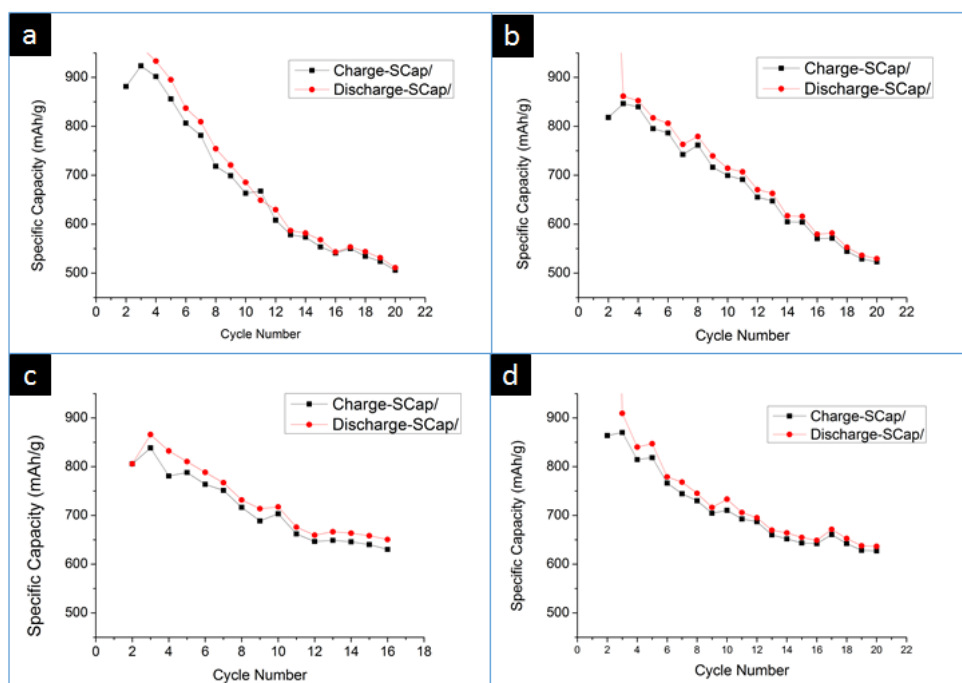 a
900
800
700
600
500
Specific Capacity (mAh/g)
Charge-SCap/
Discharge-SCap/
0 2 4 6 8 10 12 14 16 18 20 22
Cycle Number
b
900
800
700
600
500
Specific Capacity (mAh/g)
Charge-SCap/
Discharge-SCap/
0 2 4 6 8 10 12 14 16 18 20 22
Cycle Number
c
900
800
700
600
500
Specific Capacity (mAh/g)
Charge-SCap/
Discharge-SCap/
0 2 4 6 8 10 12 14 16 18
Cycle Number
d
900
800
700
600
500
Specific Capacity (mAh/g)
Charge-SCap/
Discharge-SCap/
0 2 4 6 8 10 12 14 16 18 20 22
Cycle Number